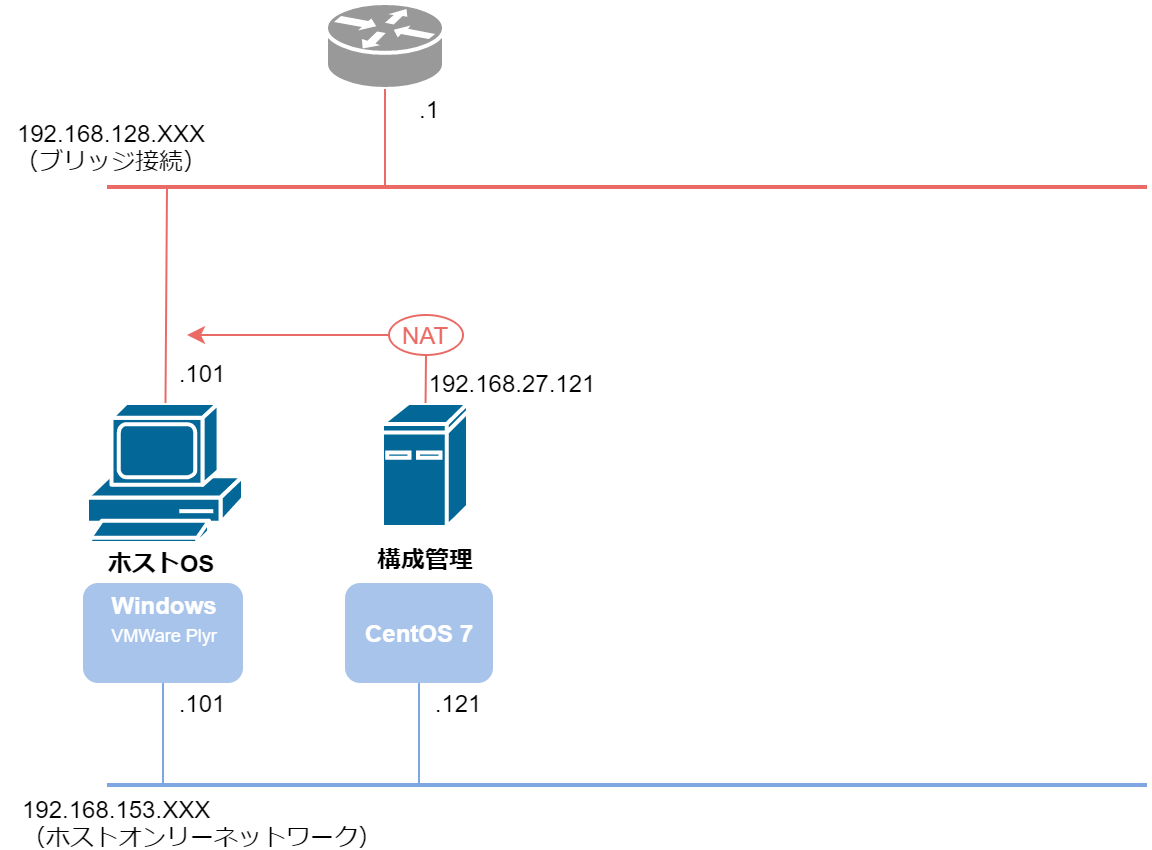 .1
192.168.128.XXX
（ブリッジ接続）
NAT
.101
192.168.27.121
ホストOS
構成管理
Windows
VMWare Plyr
CentOS 7
.101
.121
192.168.153.XXX
（ホストオンリーネットワーク）